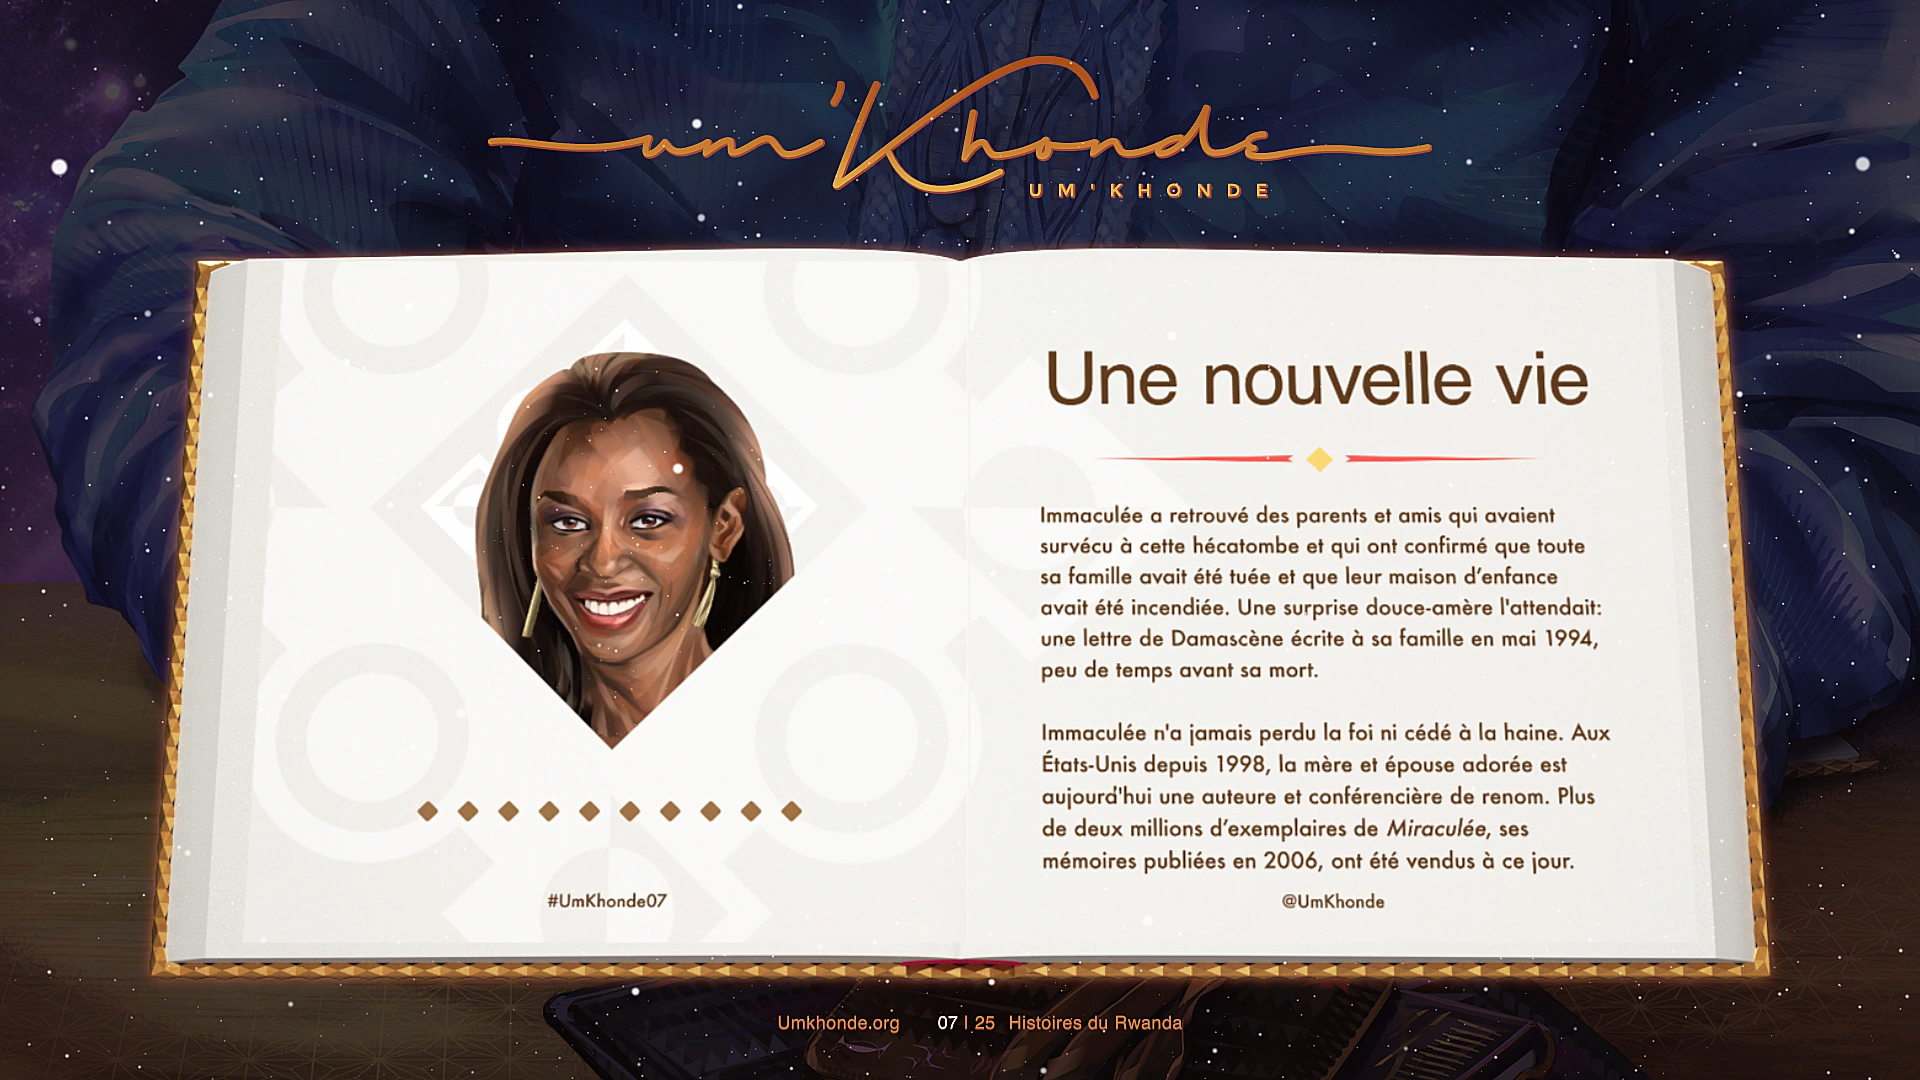 um'Khonde
UM'KHONDE
Une nouvelle vie
Immaculée a retrouvé des parents et amis qui avaient
survécu à cette hécatombe et qui ont confirmé que toute
sa famille avait été tuée et que leur maison d’enfance
avait été incendiée. Une surprise douce-amère l'attendait:
une lettre de Damascène écrite à sa famille en mai 1994,
peu de temps avant sa mort.
Immaculée n'a jamais perdu la foi ni cédé à la haine. Aux
États-Unis depuis 1998, la mère et épouse adorée est
aujourd'hui une auteure et conférencière de renom. Plus
de deux millions d’exemplaires de Miraculée, ses
mémoires publiées en 2006, ont été vendus à ce jour.
#UmKhonde07
@UmKhonde
Umkhonde.org 07 | 25 Histoires du Rwanda